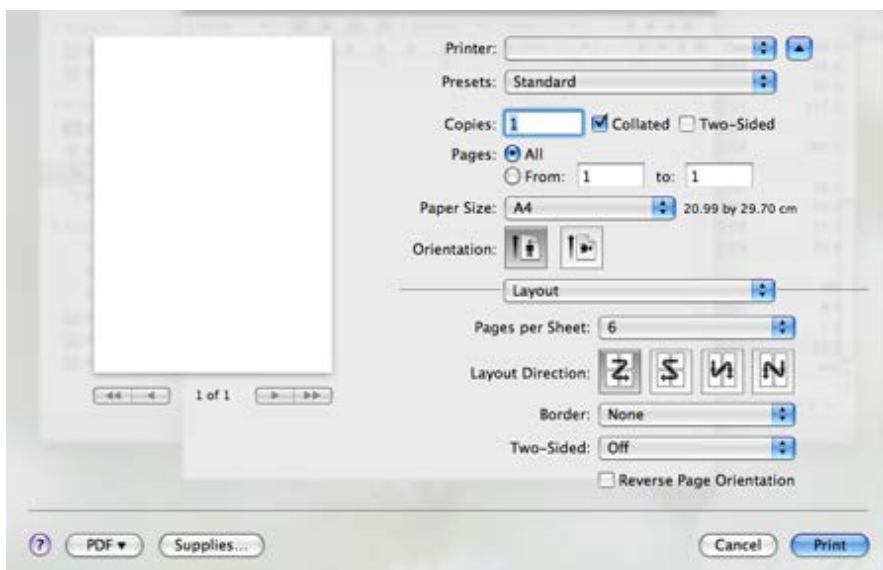 Printer:
Presets: Standard
Copies: 1 Collated Two-Sided
Pages: All
From: 1 to: 1
Paper Size: A4 20.99 by 29.70 cm
Orientation:
Layout
Pages per Sheet: 6
Layout Direction:
1 of 1
Border: None
Two-Sided: Off
Reverse Page Orientation
? PDF Supplies... Cancel Print